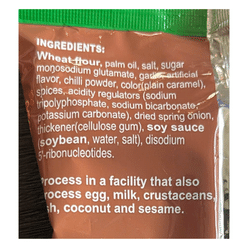 INGREDIENTS:
Wheat flour, palm oil, salt, sugar
monosodium glutamate, garlic, artificial
flavor, chilli powder, color(plain caramel),
spices, acidity regulators (sodium
tripolyphosphate, sodium bicarbonate,
potassium carbonate), dried spring onion,
thickener(cellulose gum), soy sauce
(soybean, water, salt), disodium
5'-ribonucleotides.
Process in a facility that also
process egg, milk, crustaceans,
fish, coconut and sesame.